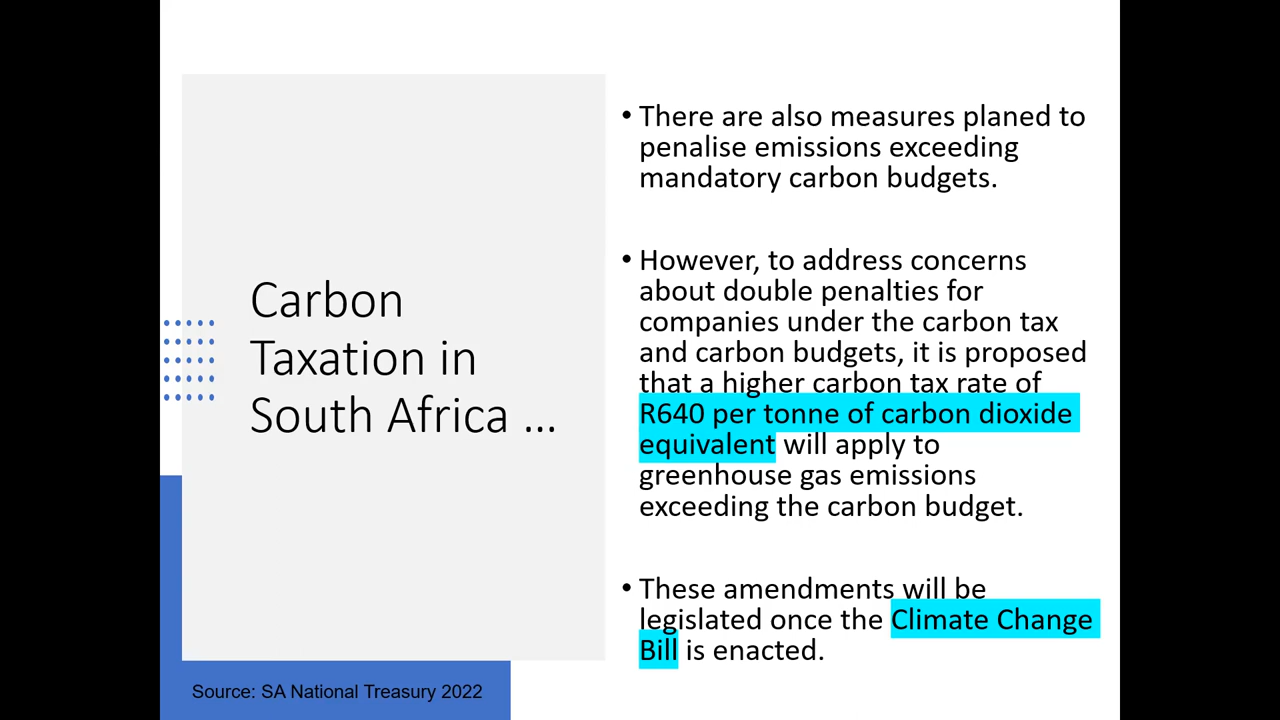 Carbon
Taxation in
South Africa ...
• There are also measures planed to
penalise emissions exceeding
mandatory carbon budgets.
• However, to address concerns
about double penalties for
companies under the carbon tax
and carbon budgets, it is proposed
that a higher carbon tax rate of
R640 per tonne of carbon dioxide
equivalent will apply to
greenhouse gas emissions
exceeding the carbon budget.
• These amendments will be
legislated once the Climate Change
Bill is enacted.
Source: SA National Treasury 2022